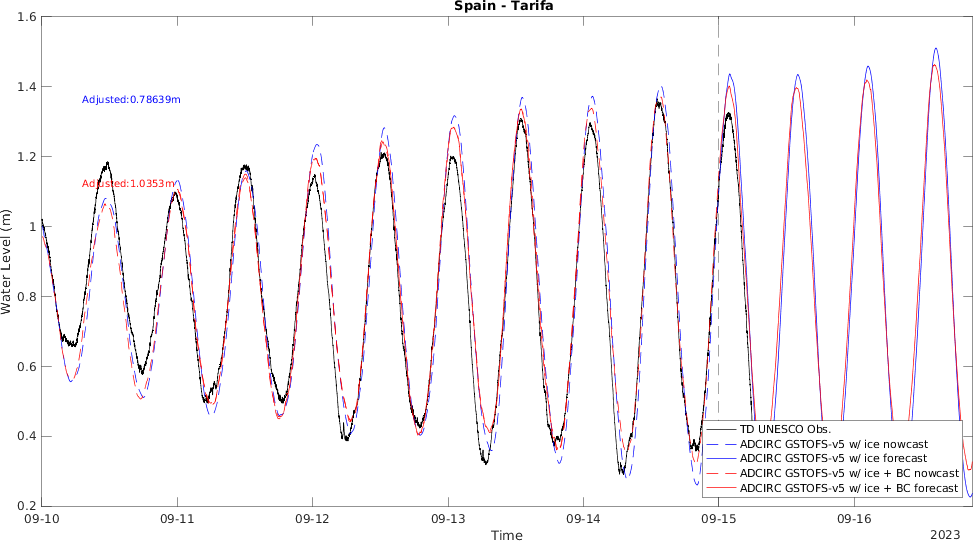 Spain - Tarifa
1.6
1.4
1.2
1
0.8
0.6
0.4
0.2
Water Level (m)
Adjusted:0.78639m
Adjusted:1.0353m
TD UNESCO Obs.
ADCIRC GSTOFS-v5 w/ ice nowcast
ADCIRC GSTOFS-v5 w/ ice forecast
ADCIRC GSTOFS-v5 w/ ice + BC nowcast
ADCIRC GSTOFS-v5 w/ ice + BC forecast
09-10 09-11 09-12 09-13 09-14 09-15 09-16
Time
2023